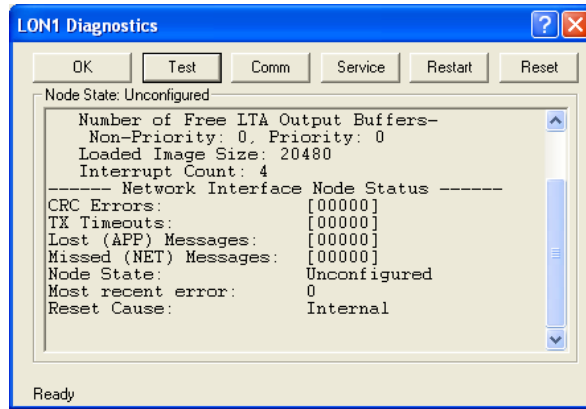 LON1 Diagnostics
OK Test Comm Service Restart Reset
Node State: Unconfigured
Number of Free LTA Output Buffers-
Non-Priority: 0, Priority: 0
Loaded Image Size: 20480
Interrupt Count: 4
------ Network Interface Node Status ------
CRC Errors: [00000]
TX Timeouts: [00000]
Lost (APP) Messages: [00000]
Missed (NET) Messages: [00000]
Node State: Unconfigured
Most recent error: 0
Reset Cause: Internal
Ready